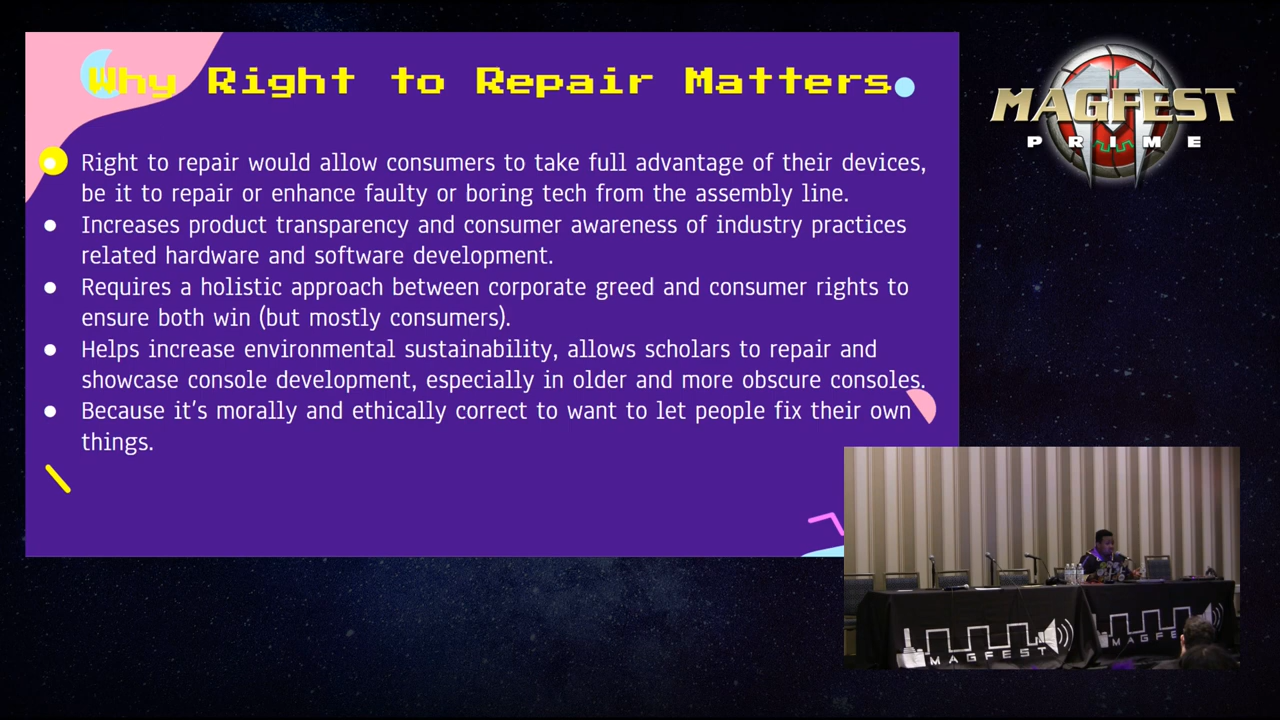 Why Right to Repair Matters
MAGFEST
PRIME
● Right to repair would allow consumers to take full advantage of their devices,
be it to repair or enhance faulty or boring tech from the assembly line.
● Increases product transparency and consumer awareness of industry practices
related hardware and software development.
● Requires a holistic approach between corporate greed and consumer rights to
ensure both win (but mostly consumers).
● Helps increase environmental sustainability, allows scholars to repair and
showcase console development, especially in older and more obscure consoles.
● Because it's morally and ethically correct to want to let people fix their own
things.
MAGFEST
MAGFE